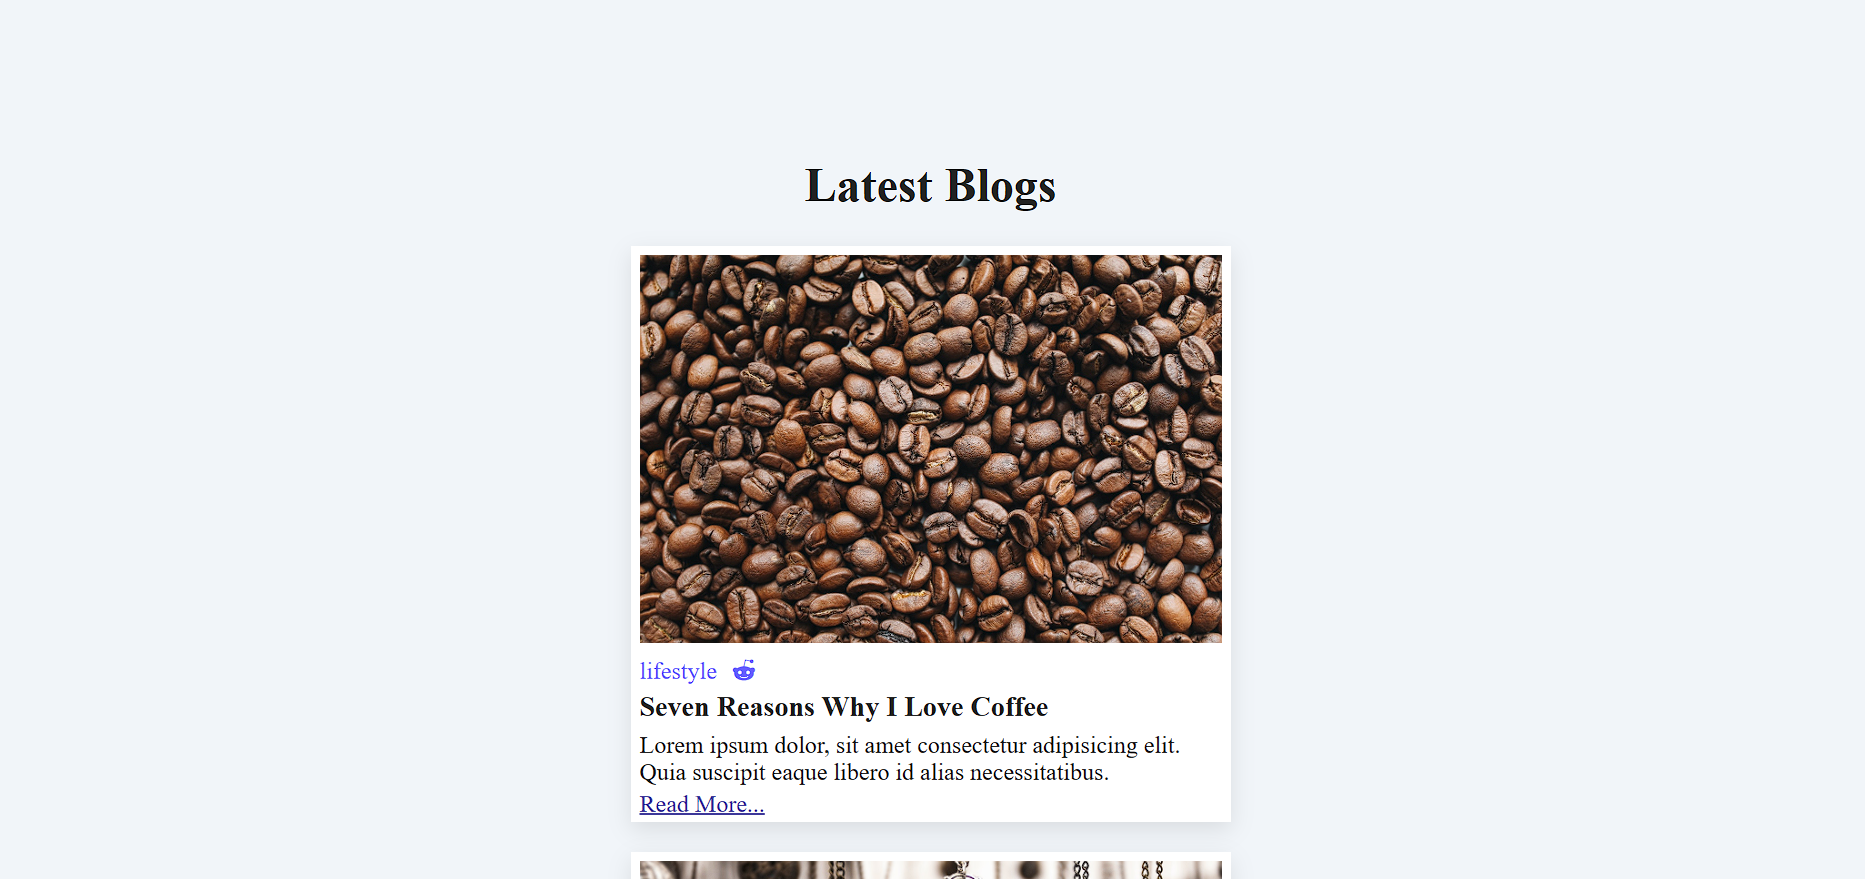 Latest Blogs
lifestyle
Seven Reasons Why I Love Coffee
Lorem ipsum dolor, sit amet consectetur adipisicing elit.
Quia suscipit eaque libero id alias necessitatibus.
Read More...